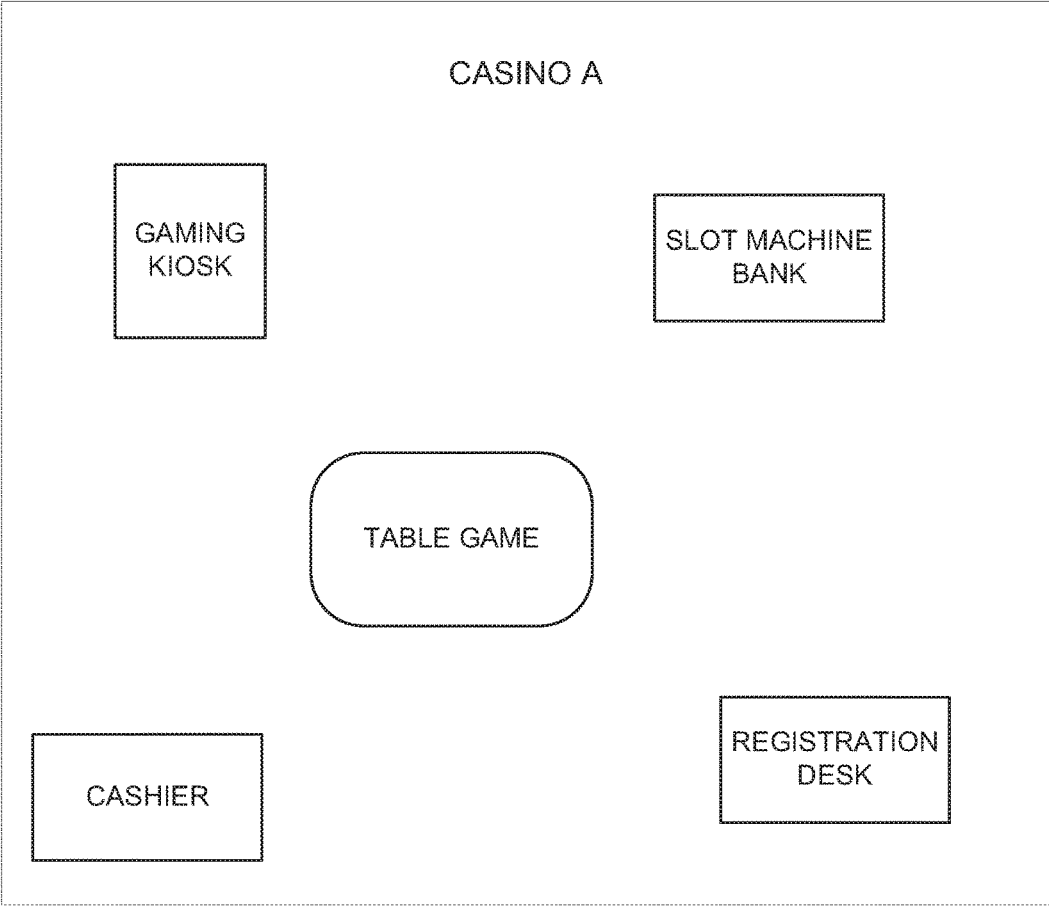 CASINO A
GAMING
KIOSK
SLOT MACHINE
BANK
TABLE GAME
REGISTRATION
DESK
CASHIER